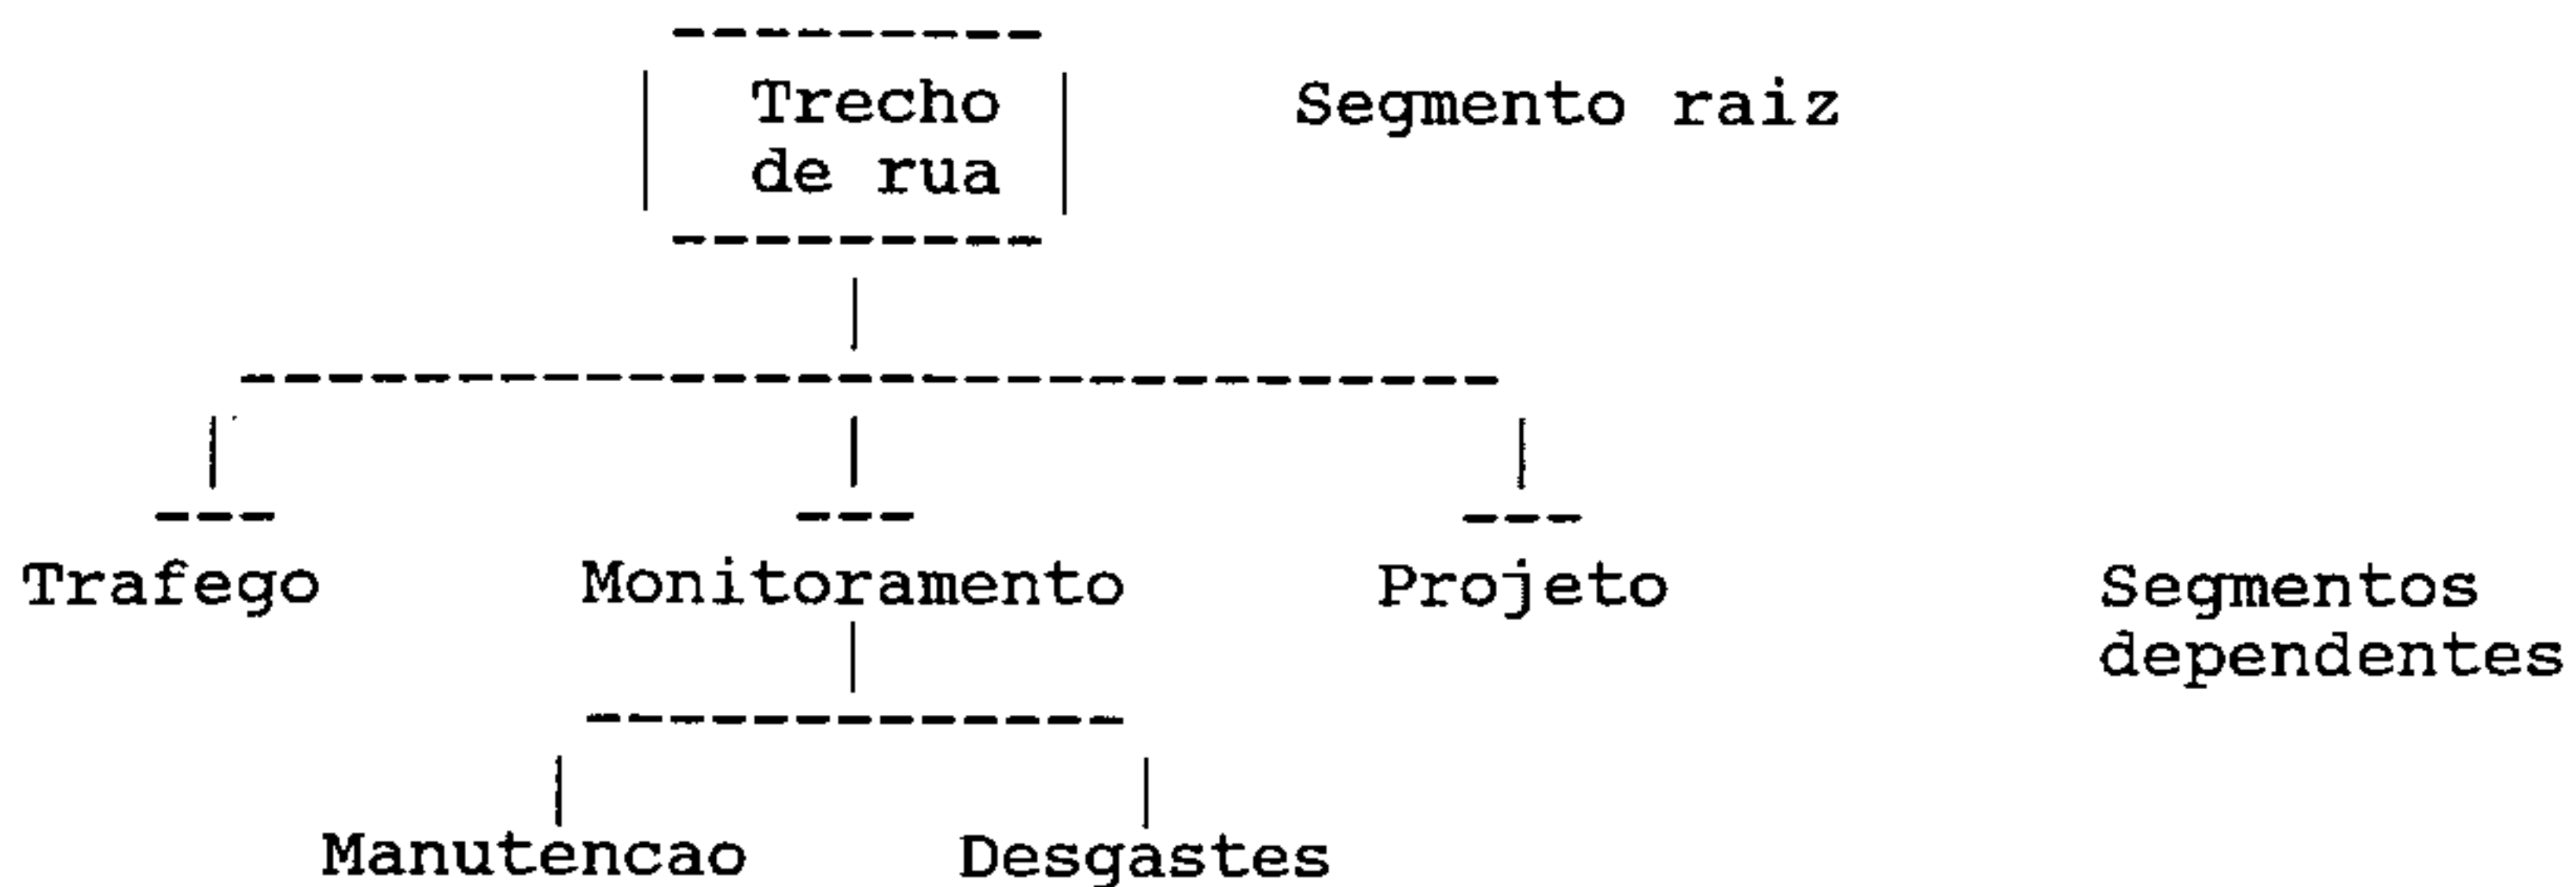 Trecho Segmento raiz
de rua
Trafego Monitoramento Projeto Segmentos
dependentes
Manutencao Desgastes